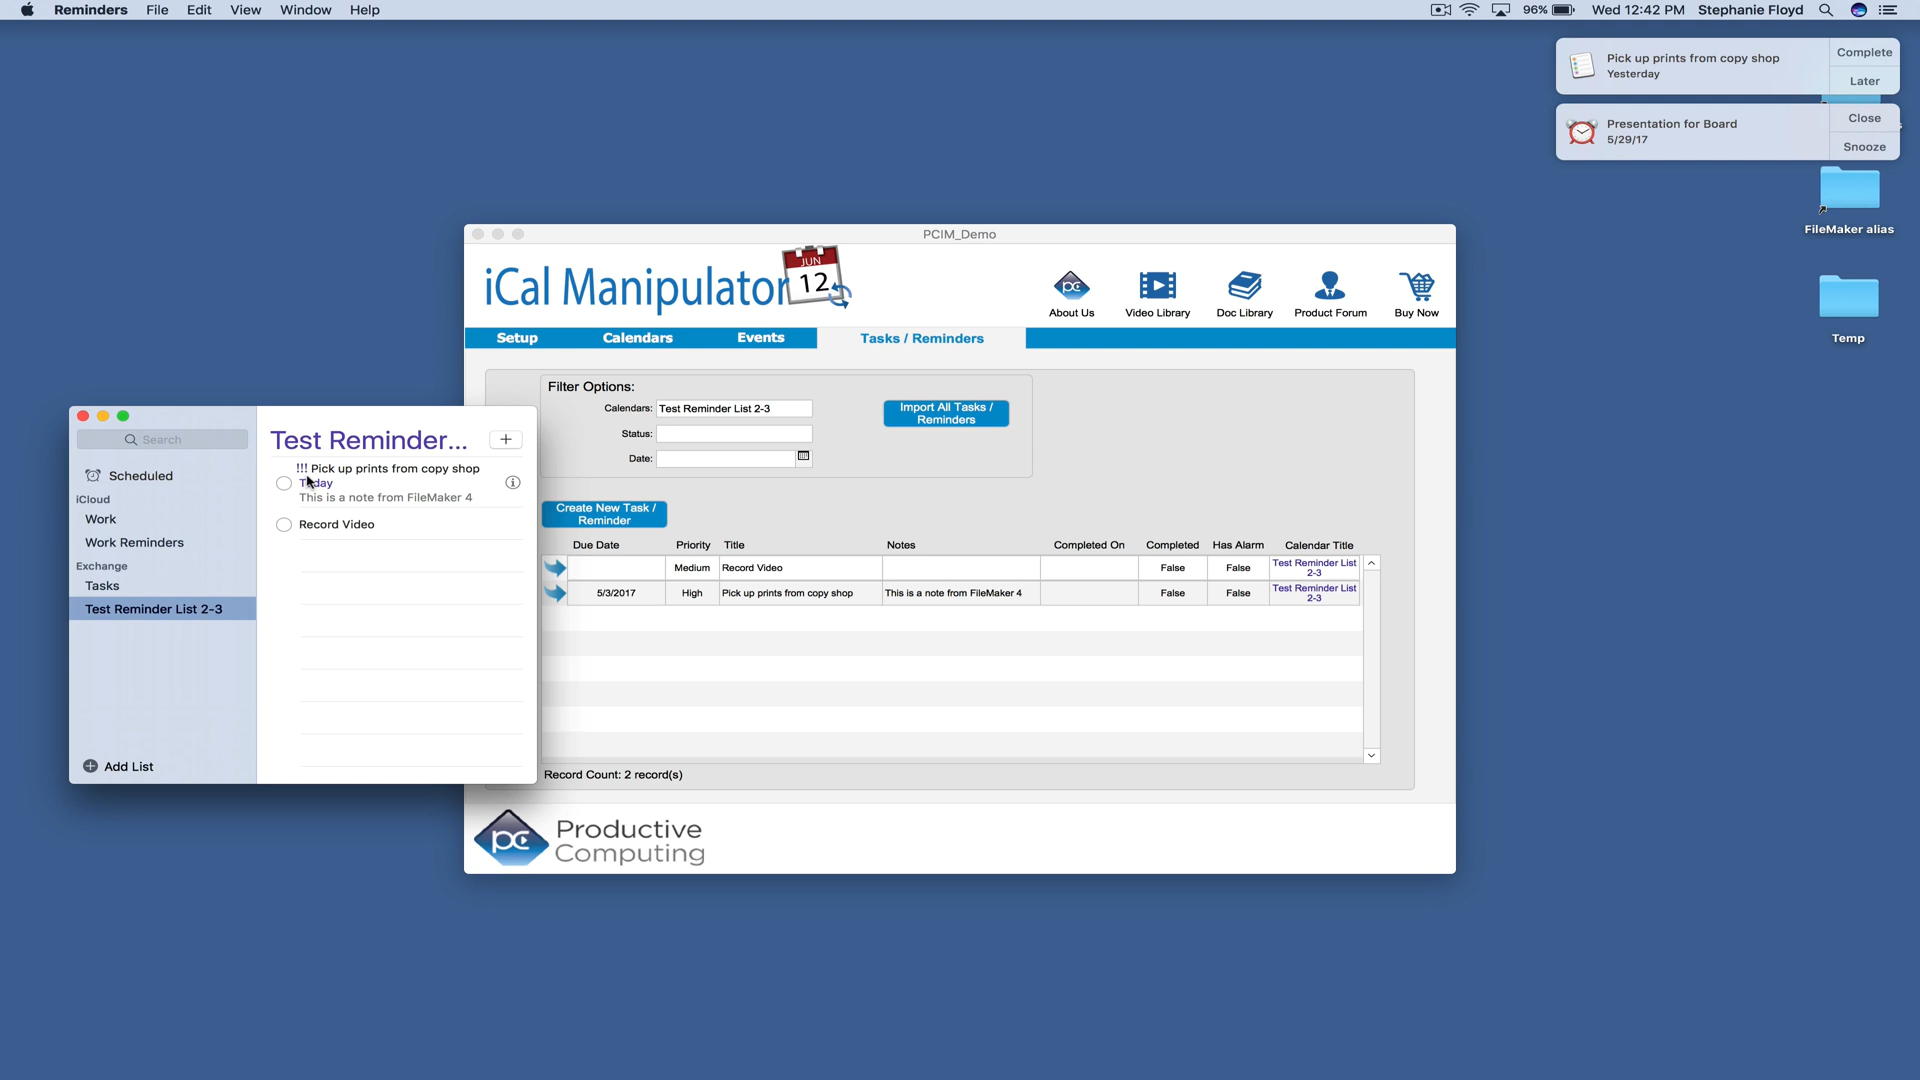 Reminders File Edit View Window Help
96% Wed 12:42 PM Stephanie Floyd
Pick up prints from copy shop
Yesterday
Complete
Later
Presentation for Board
5/29/17
Close
Snooze
FileMaker alias
Temp
PCIM_Demo
iCal Manipulator
JUN
12
pc
About Us
Video Library
Doc Library
Product Forum
Buy Now
Setup Calendars Events Tasks / Reminders
Filter Options:
Calendars: Test Reminder List 2-3
Status:
Date:
Import All Tasks /
Reminders
Create New Task /
Reminder
Due Date Priority Title Notes Completed On Completed Has Alarm Calendar Title
Medium Record Video False False Test Reminder List
2-3
5/3/2017 High Pick up prints from copy shop This is a note from FileMaker 4 False False Test Reminder List
2-3
Record Count: 2 record(s)
pc
Productive
Computing
Search
Scheduled
iCloud
Work
Work Reminders
Exchange
Tasks
Test Reminder List 2-3
Add List
Test Reminder...
!!! Pick up prints from copy shop
Today
This is a note from FileMaker 4
Record Video